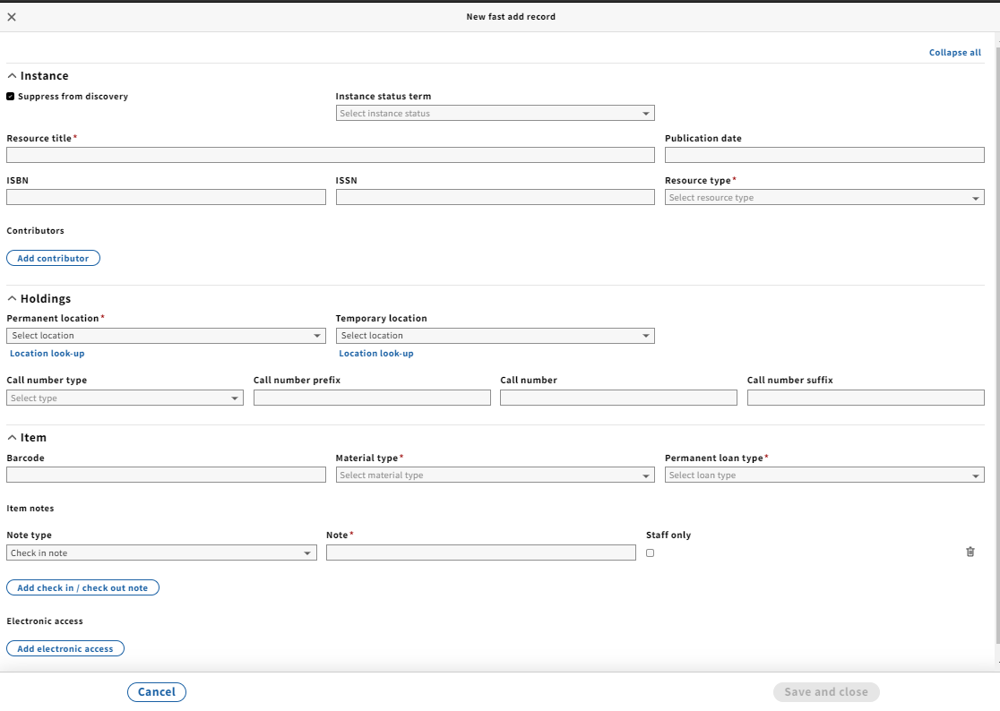 New fast add record
Collapse all
Instance
Suppress from discovery
Instance status term
Select instance status
Resource title*
Publication date
ISBN
ISSN
Resource type*
Select resource type
Contributors
Add contributor
Holdings
Permanent location*
Temporary location
Select location
Select location
Location look-up
Location look-up
Call number type
Call number prefix
Call number
Call number suffix
Select type
Item
Barcode
Material type*
Permanent loan type*
Select material type
Select loan type
Item notes
Note type
Note*
Staff only
Check in note
Add check in / check out note
Electronic access
Add electronic access
Cancel
Save and close